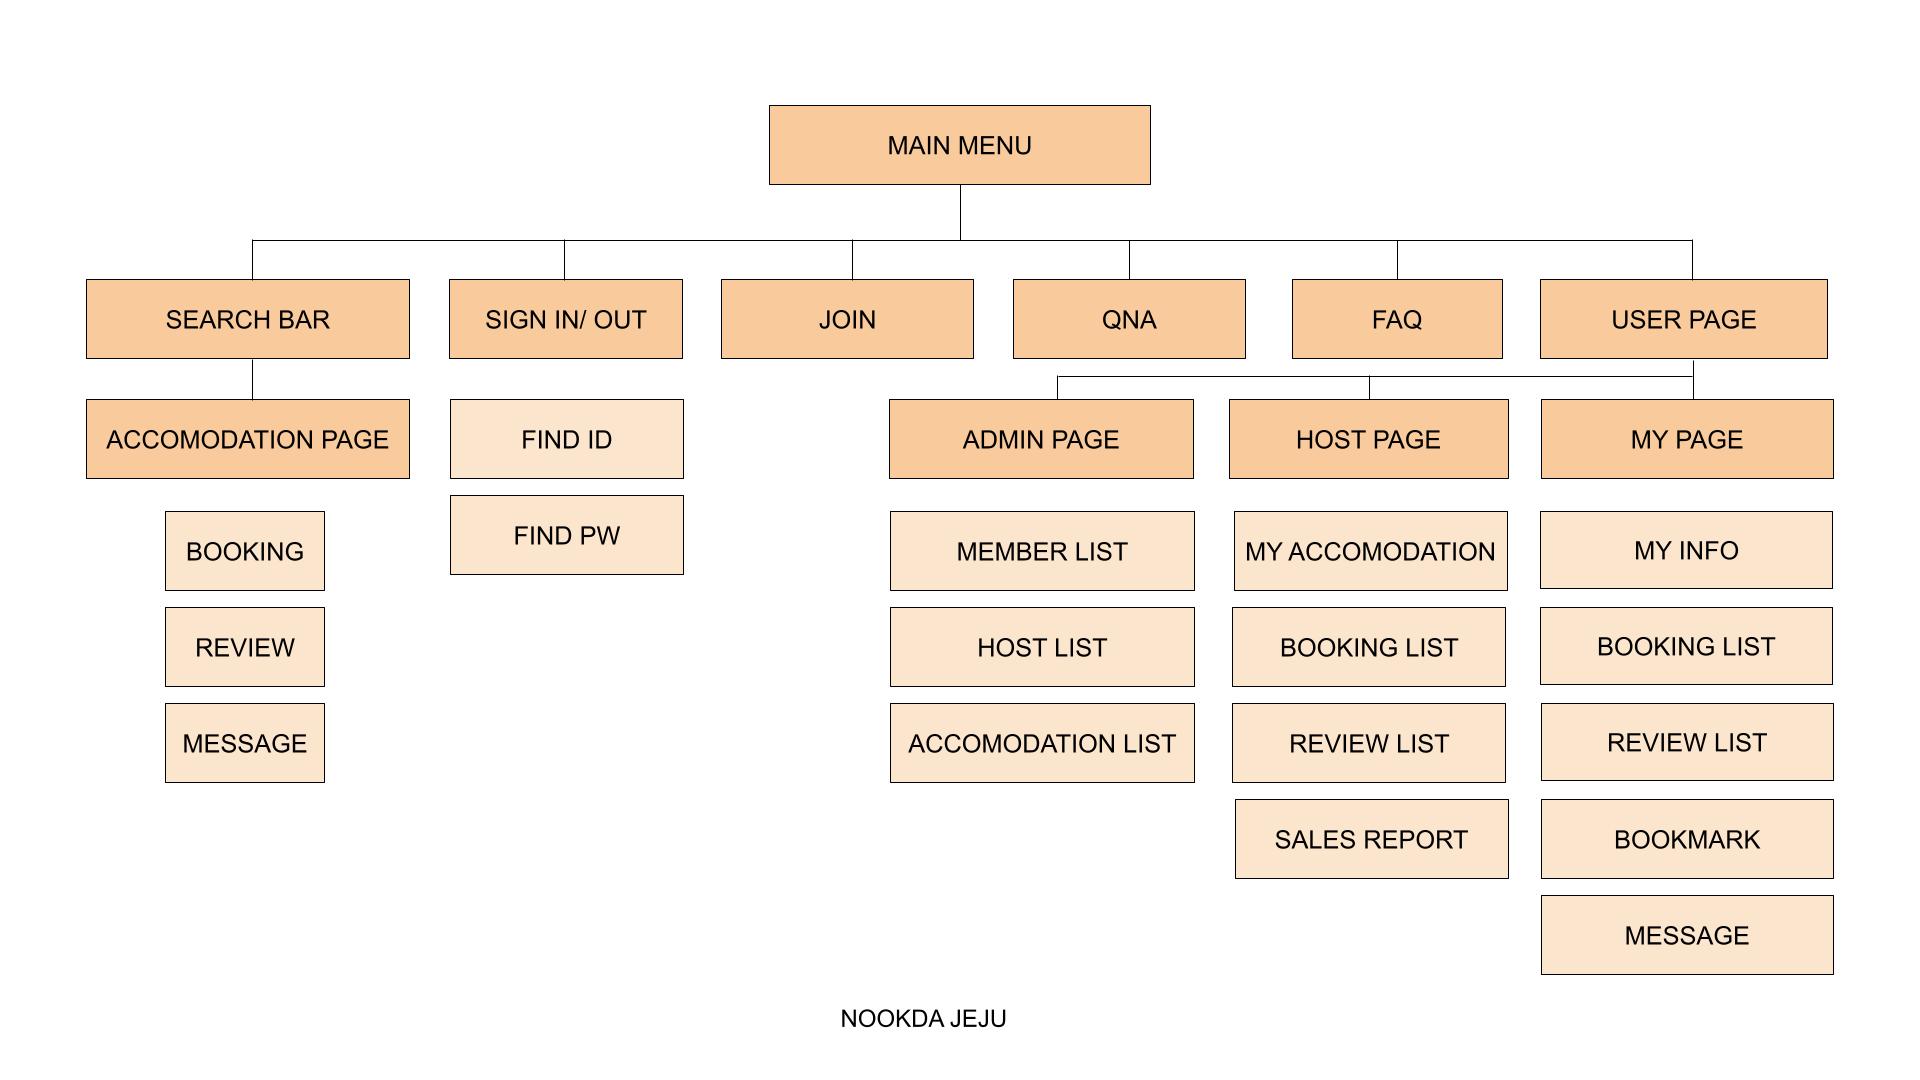 MAIN MENU
SEARCH BAR
SIGN IN/ OUT
JOIN
QNA
FAQ
USER PAGE
ACCOMODATION PAGE
FIND ID
ADMIN PAGE
HOST PAGE
MY PAGE
FIND PW
BOOKING
MEMBER LIST
MY ACCOMODATION
MY INFO
REVIEW
HOST LIST
BOOKING LIST
BOOKING LIST
MESSAGE
ACCOMODATION LIST
REVIEW LIST
REVIEW LIST
SALES REPORT
BOOKMARK
MESSAGE
NOOKDA JEJU